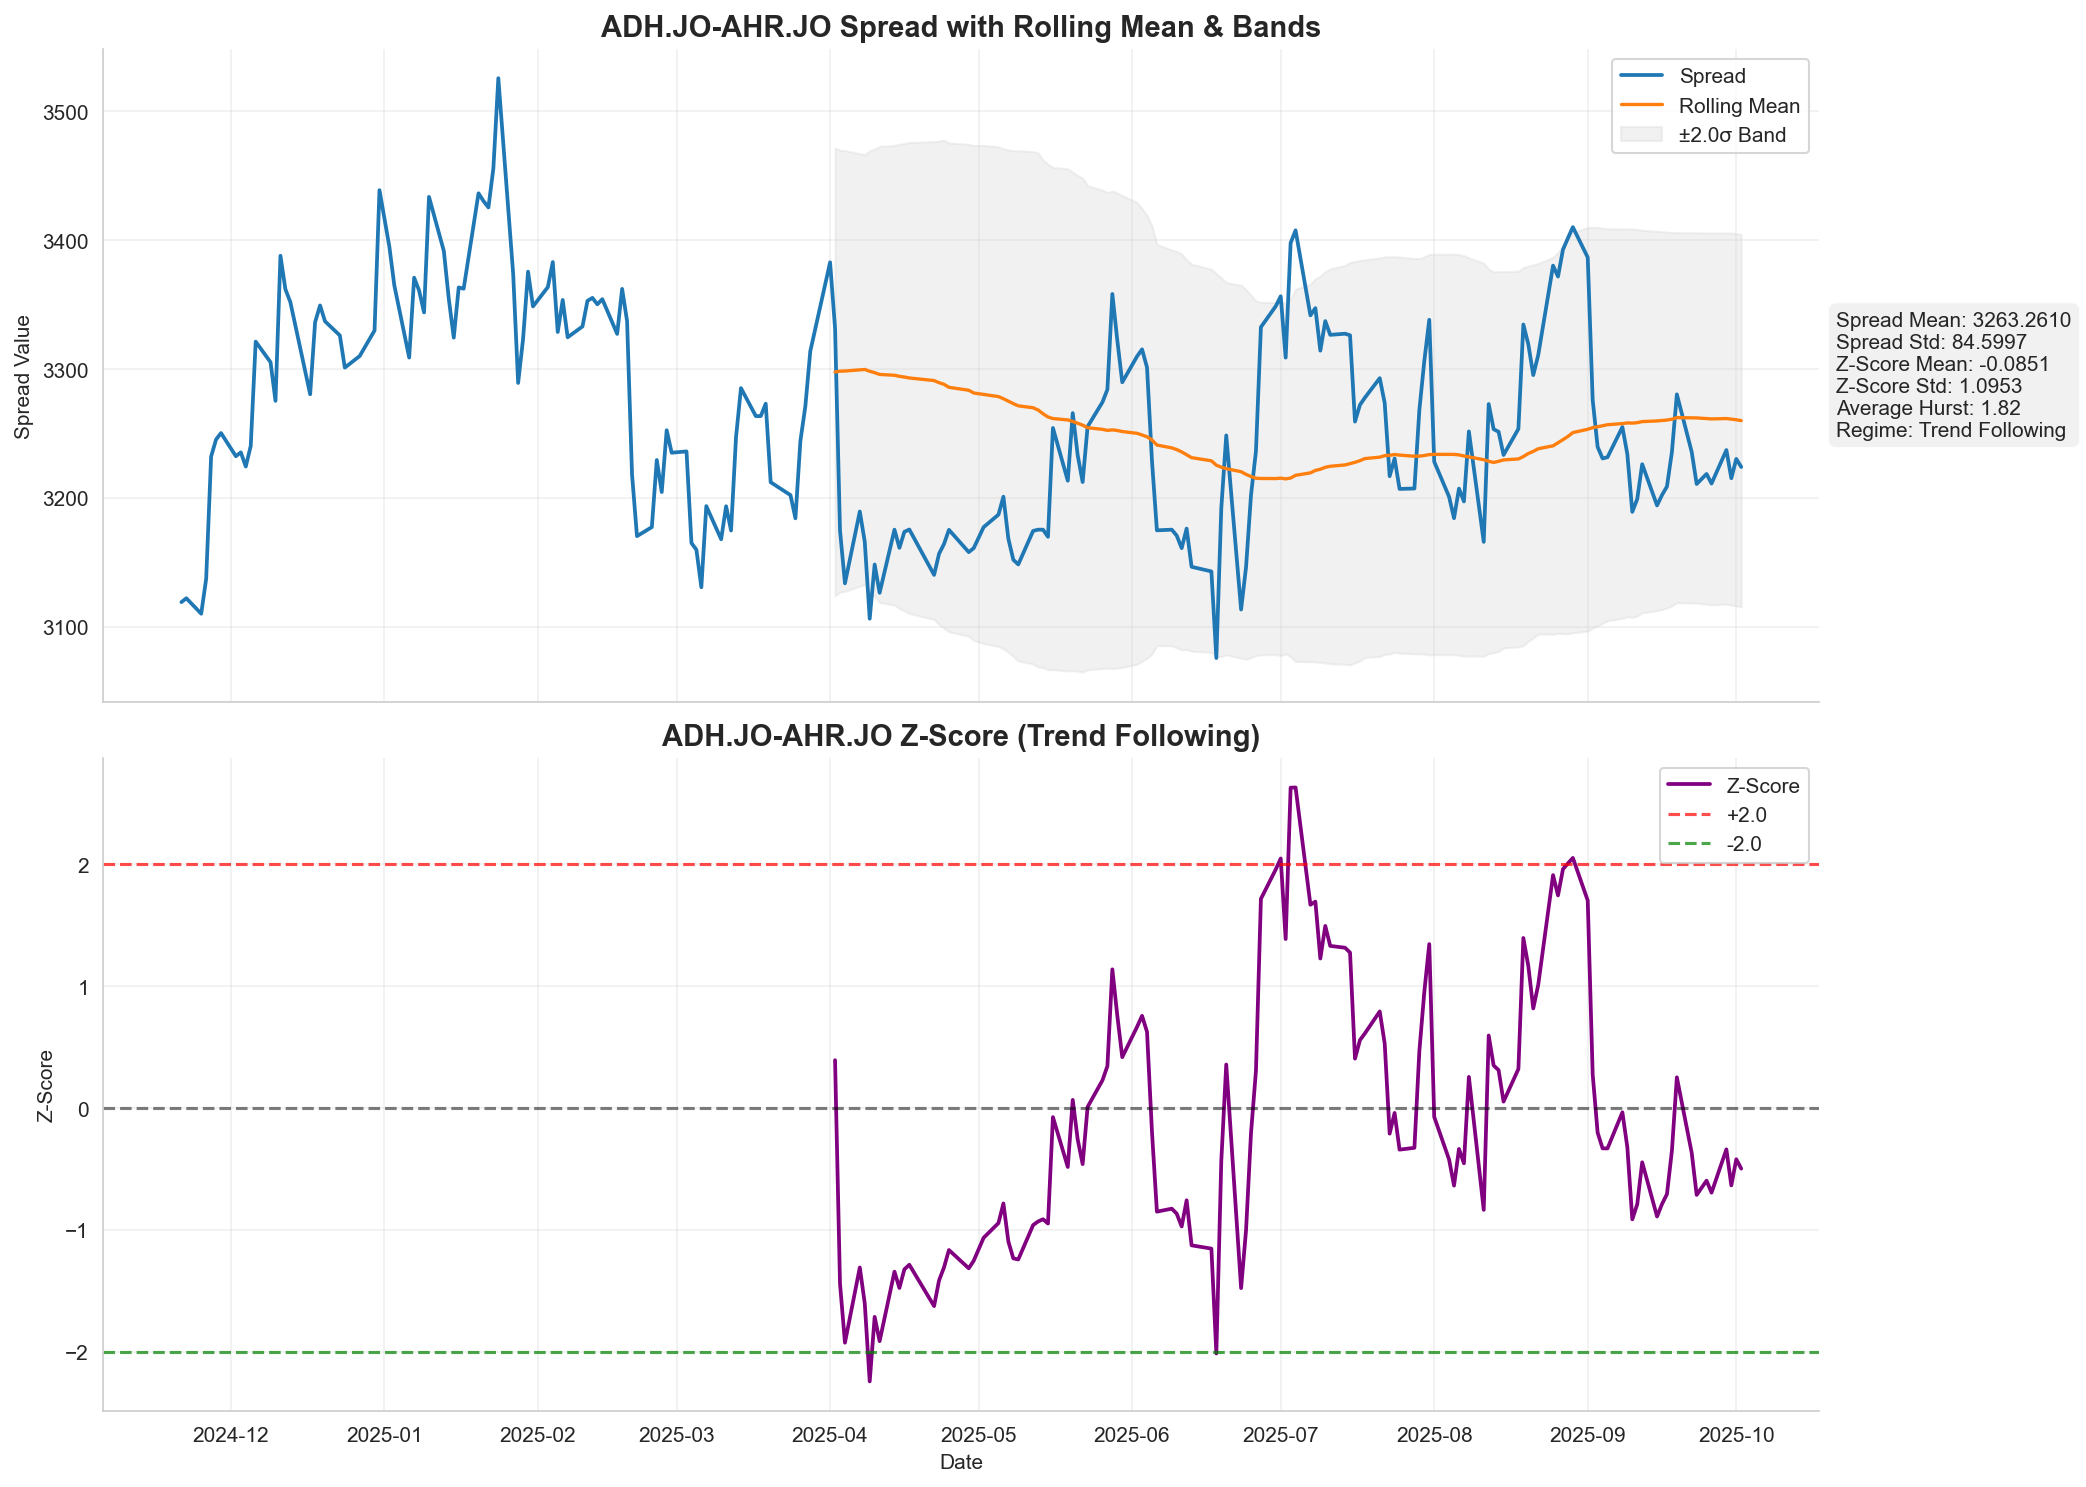 ADH.JO-AHR.JO Spread with Rolling Mean & Bands
Spread Value
3500
3400
3300
3200
3100
Spread
Rolling Mean
±2.0σ Band
Spread Mean: 3263.2610
Spread Std: 84.5997
Z-Score Mean: -0.0851
Z-Score Std: 1.0953
Average Hurst: 1.82
Regime: Trend Following
ADH.JO-AHR.JO Z-Score (Trend Following)
Z-Score
2
1
0
−1
−2
Z-Score
+2.0
-2.0
2024-12
2025-01
2025-02
2025-03
2025-04
2025-05
2025-06
2025-07
2025-08
2025-09
2025-10
Date